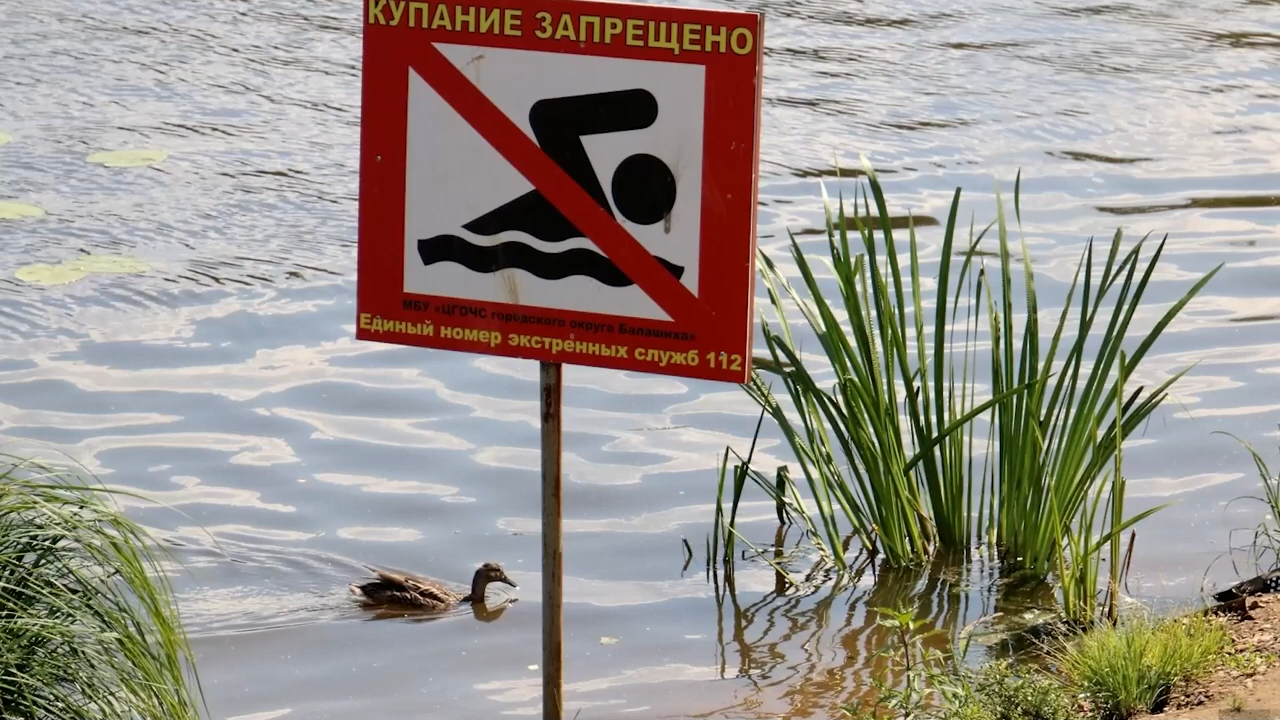 КУПАНИЕ ЗАПРЕЩЕНО
МБУ «ЦГОЧС городского округа Балашиха»
Единый номер экстренных служб 112